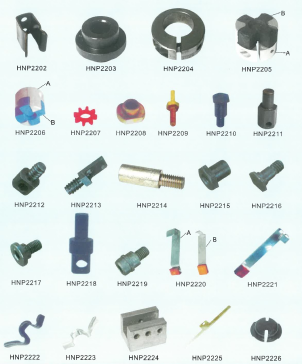 B
A
HNP2202 HNP2203 HNP2204 HNP2205
A
B
HNP2206 HNP2207 HNP2208 HNP2209 HNP2210 HNP2211
HNP2212 HNP2213 HNP2214 HNP2215 HNP2216
A B
HNP2217 HNP2218 HNP2219 HNP2220 HNP2221
HNP2222 HNP2223 HNP2224 HNP2225 HNP2226